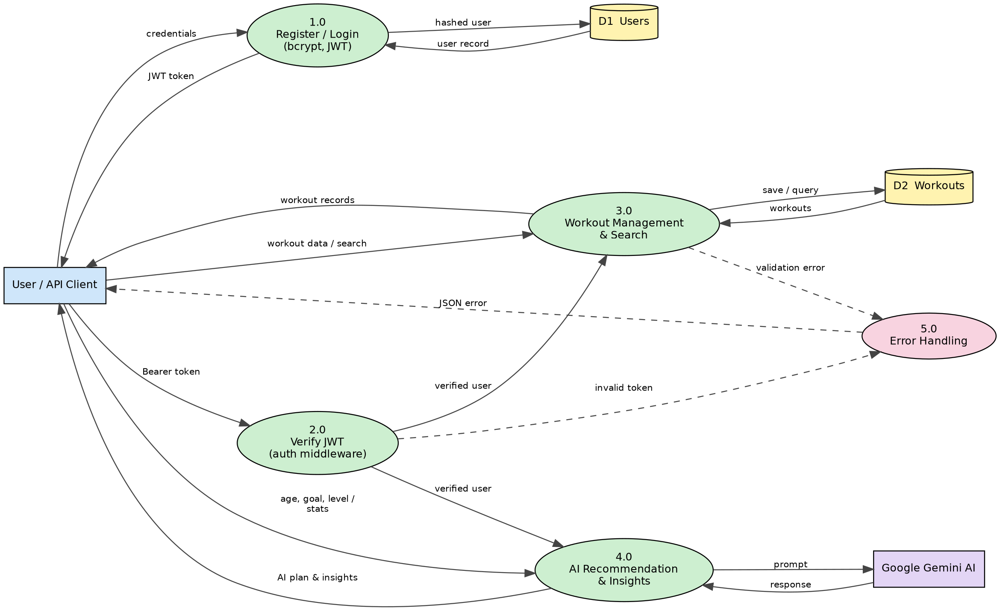 1.0
Register / Login
(bcrypt, JWT)
D1  Users
credentials
hashed user
user record
JWT token
D2  Workouts
save / query
workouts
workout records
3.0
Workout Management
& Search
workout data / search
validation error
User / API Client
JSON error
5.0
Error Handling
Bearer token
verified user
invalid token
2.0
Verify JWT
(auth middleware)
verified user
age, goal, level /
stats
4.0
AI Recommendation
& Insights
prompt
Google Gemini AI
AI plan & insights
response